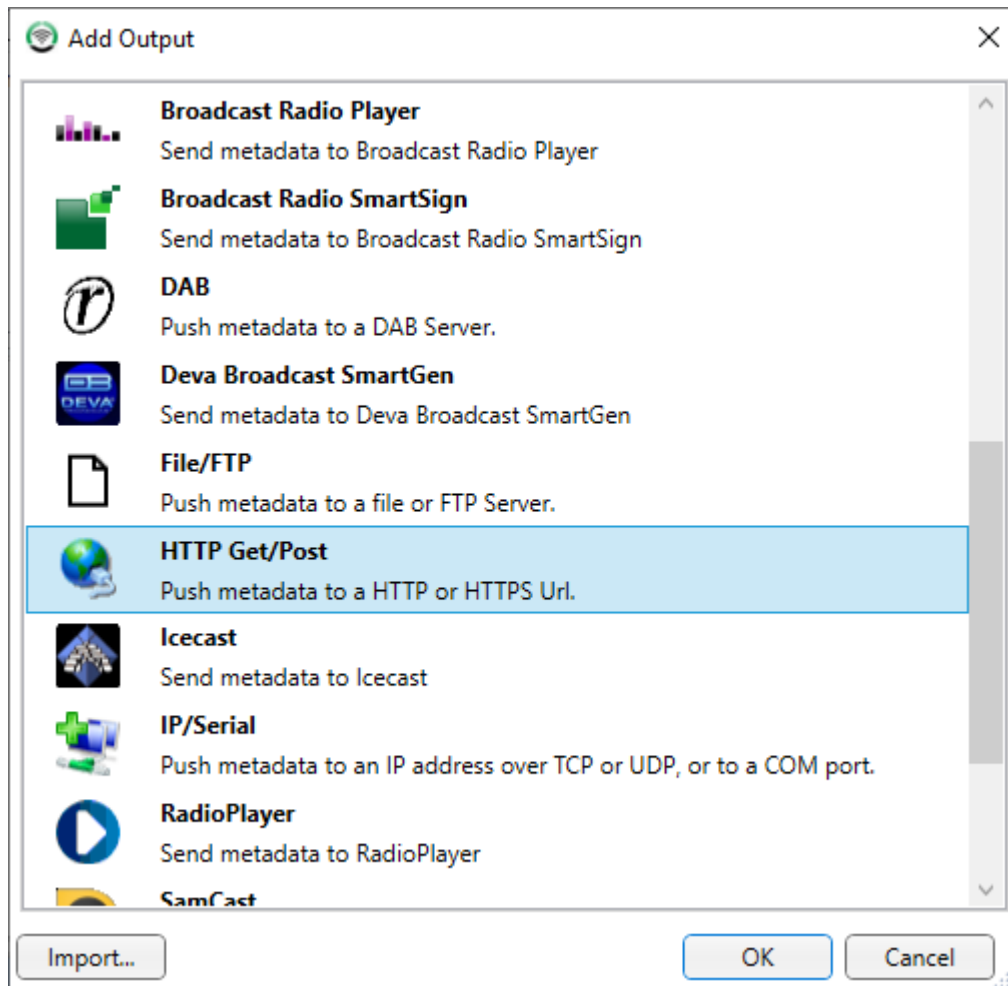 Add Output
Broadcast Radio Player
Send metadata to Broadcast Radio Player
Broadcast Radio SmartSign
Send metadata to Broadcast Radio SmartSign
DAB
Push metadata to a DAB Server.
DEVA
Deva Broadcast SmartGen
Send metadata to Deva Broadcast SmartGen
File/FTP
Push metadata to a file or FTP Server.
HTTP Get/Post
Push metadata to a HTTP or HTTPS Url.
Icecast
Send metadata to Icecast
IP/Serial
Push metadata to an IP address over TCP or UDP, or to a COM port.
RadioPlayer
Send metadata to RadioPlayer
SamCast
Import...
OK
Cancel